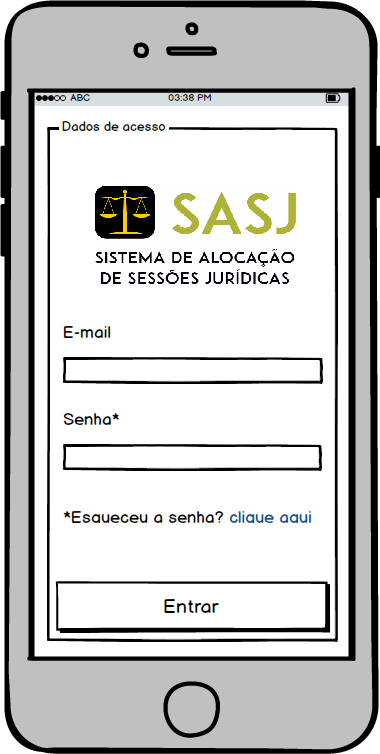 ABC 03:38 PM
Dados de acesso
SASJ
SISTEMA DE ALOCAÇÃO
DE SESSÕES JURÍDICAS
E-mail
Senha*
*Esqueceu a senha? clique aqui
Entrar